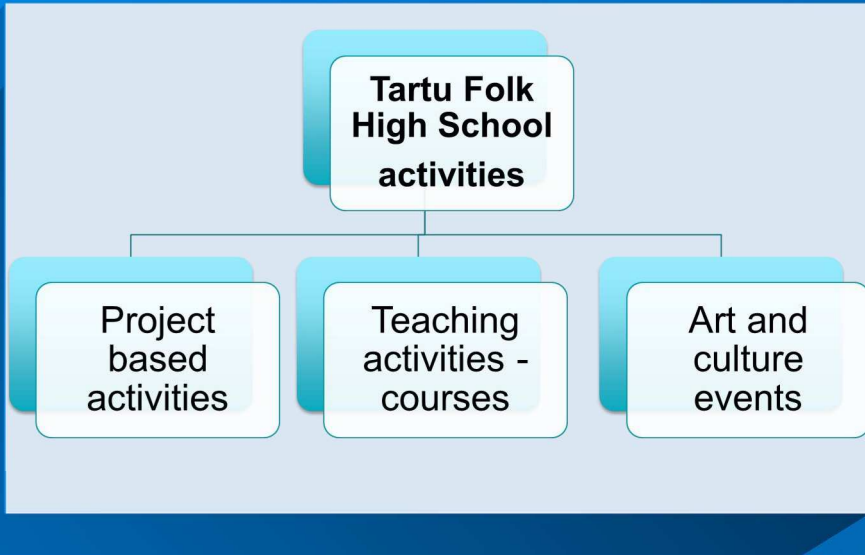 Tartu Folk
High School
activities
Project
based
activities
Teaching
activities -
courses
Art and
culture
events